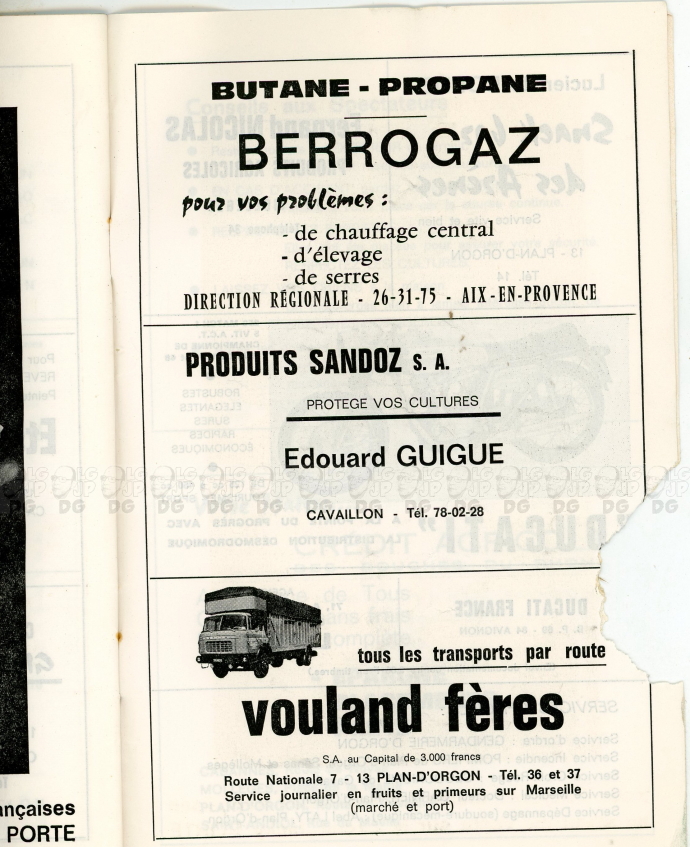 BUTANE - PROPANE
BERROGAZ
pour vos problèmes :
- de chauffage central
- d'élevage
- de serres
DIRECTION RÉGIONALE - 26-31-75 - AIX-EN-PROVENCE
PRODUITS SANDOZ S. A.
PROTEGE VOS CULTURES
Edouard GUIGUE
CAVAILLON - Tél. 78-02-28
tous les transports par route
vouland fères
S.A. au Capital de 3.000 francs
Route Nationale 7 - 13 PLAN-D'ORGON - Tél. 36 et 37
Service journalier en fruits et primeurs sur Marseille
(marché et port)
ançaises
PORTE